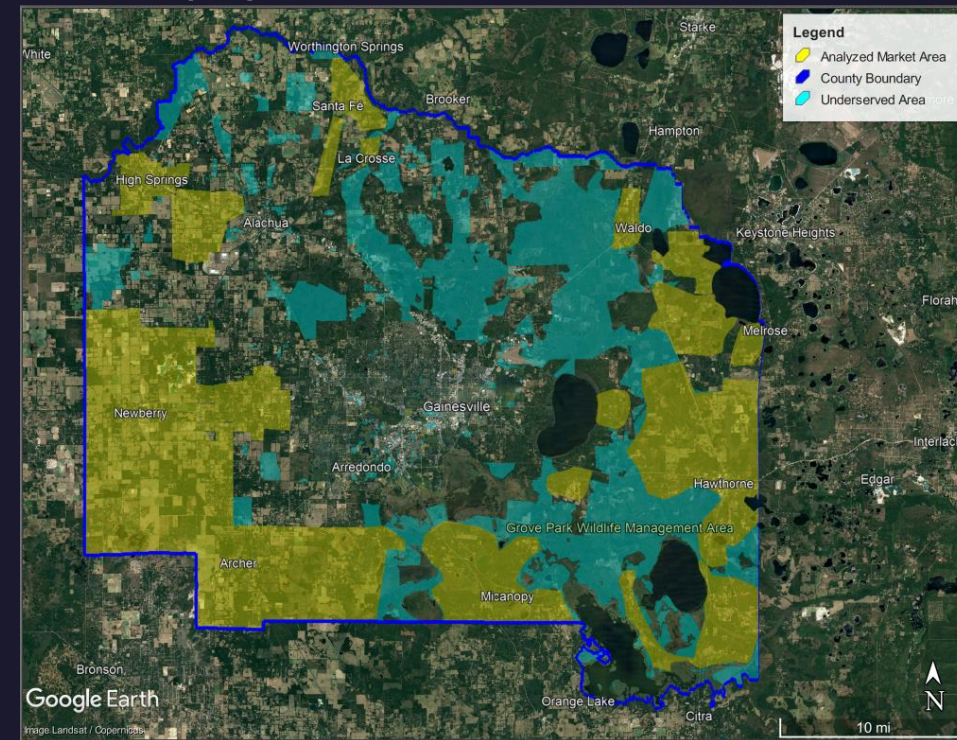 Starke
White
Worthington Springs
Legend
Analyzed Market Area
County Boundary
Underserved Area
Santa Fe
Brooker
Hampton
La Crosse
High Springs
Alachua
Waldo
Keystone Heights
Florah
Melrose
Newberry
Gainesville
Interlac
Arredondo
Hawthorne
Edgar
Grove Park Wildlife Management Area
Archer
Micanopy
Bronson
Google Earth
Orange Lake
Citra
N
10 mi
Image Landsat / Copernicus